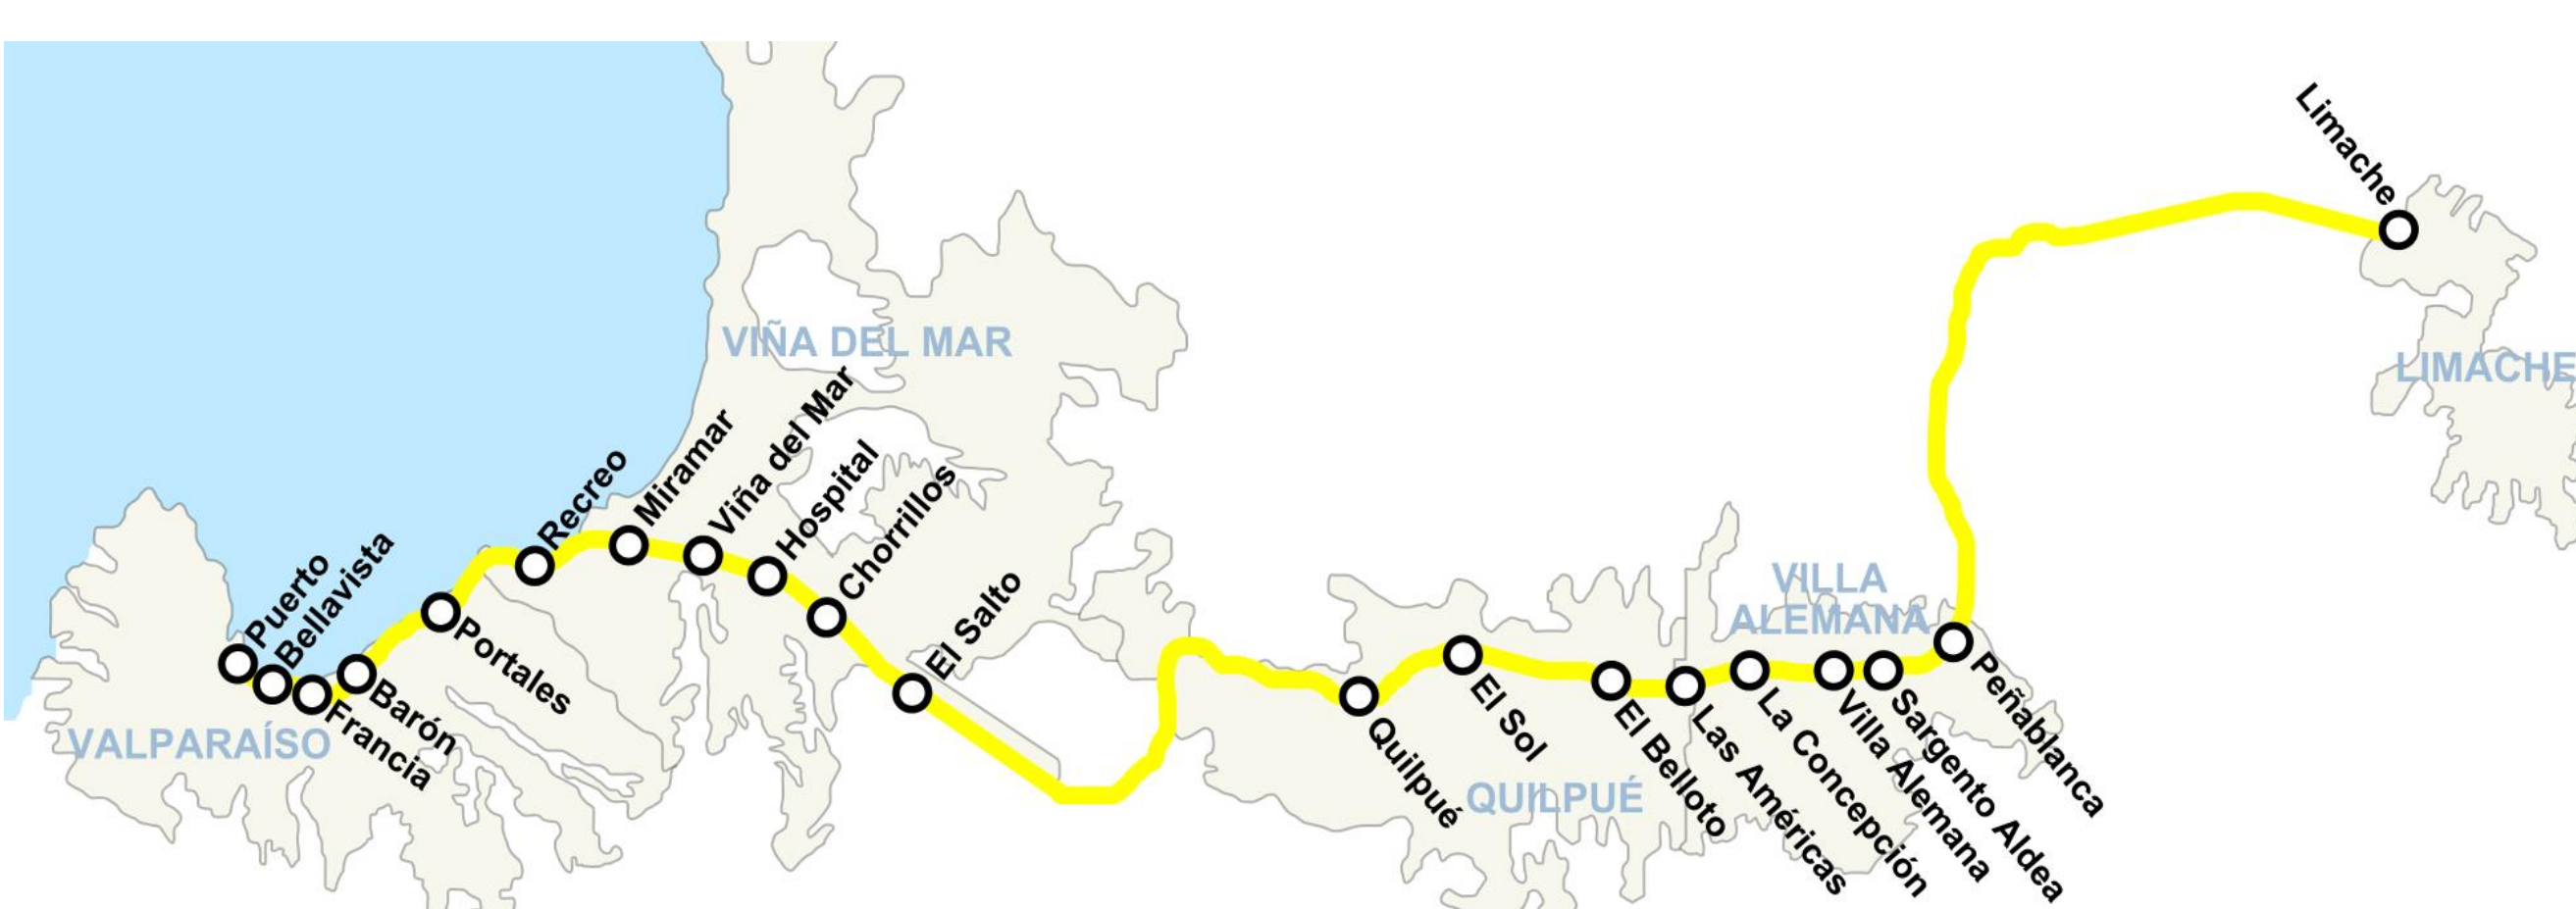 Limache
VIÑA DEL MAR
LIMACHE
Puerto
Bellavista
Francia
Barón
Portales
Recreo
Miramar
Viña del Mar
Hospital
Chorrillos
El Salto
VALPARAÍSO
Quilpué
El Sol
QUILPUÉ
El Belloto
Las Américas
La Concepción
VILLA
ALEMANA
Villa Alemana
Sargento Aldea
Peñablanca